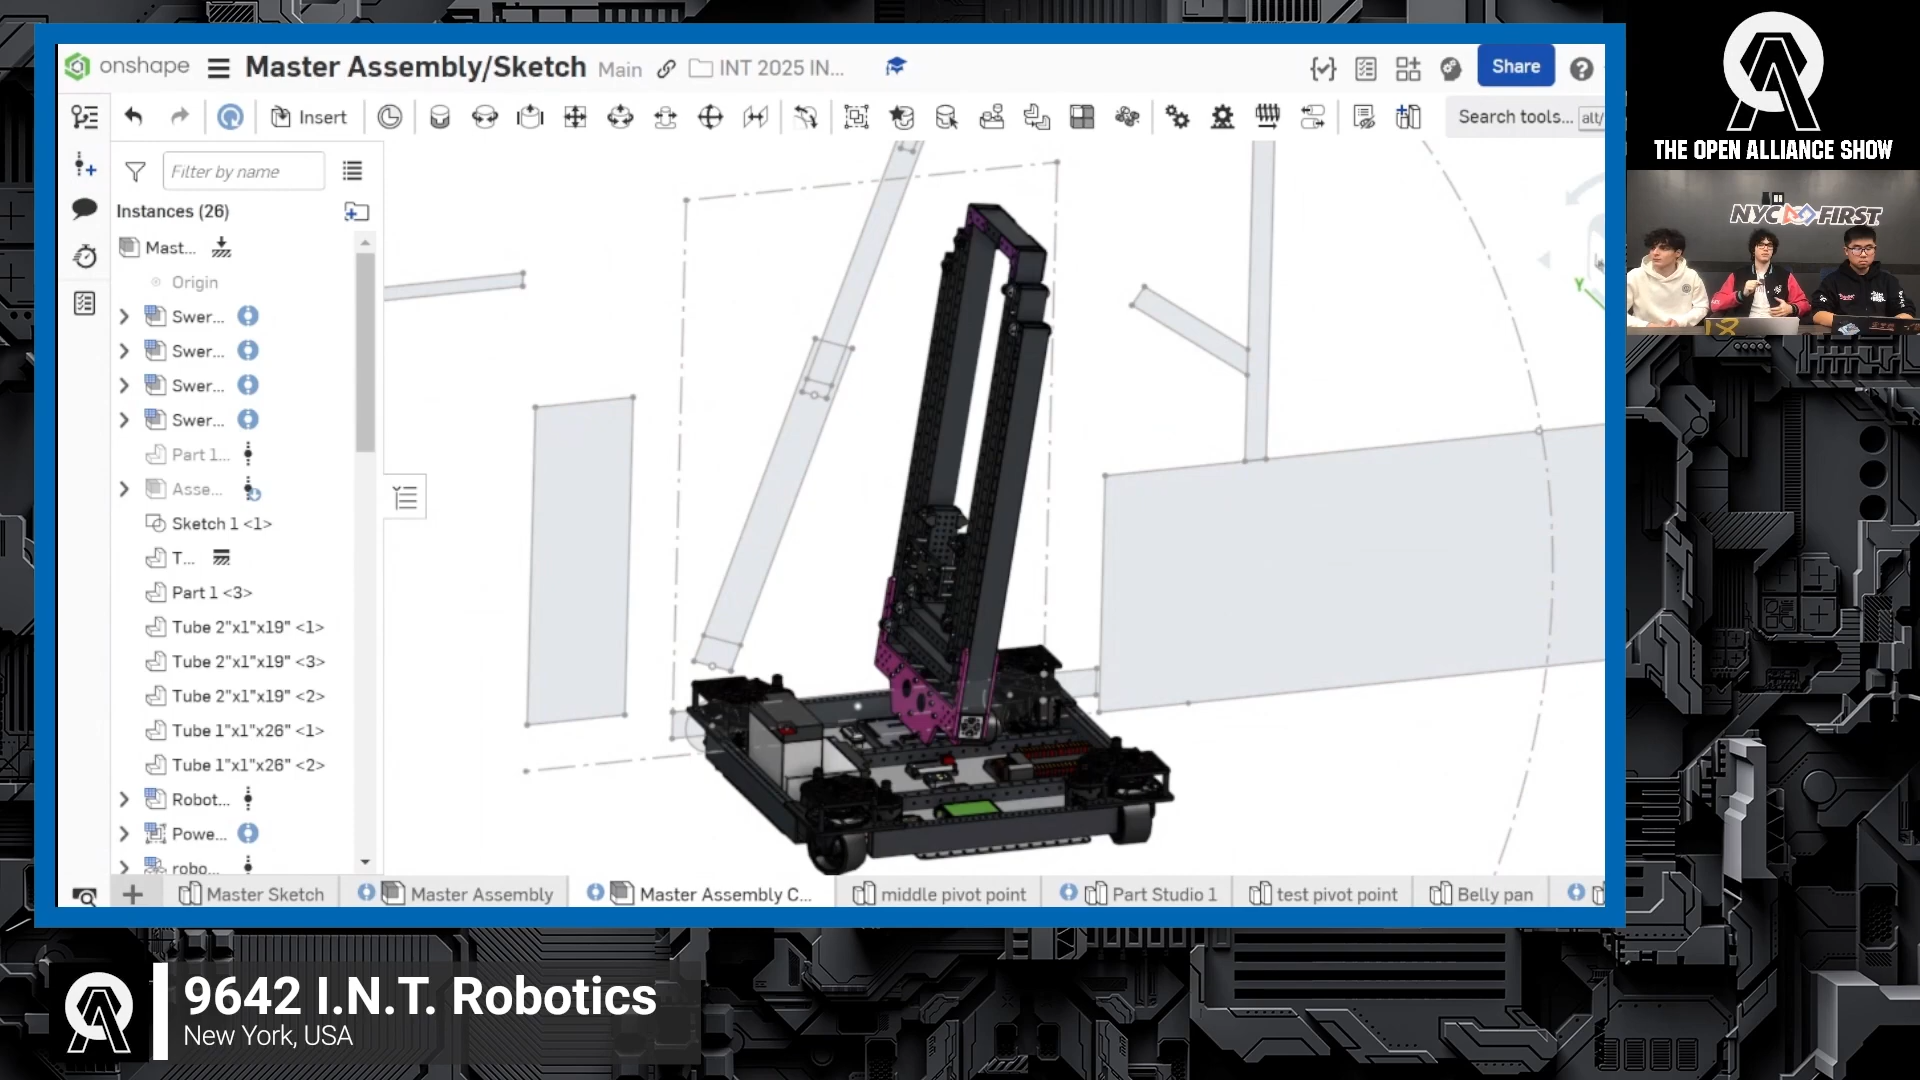 onshape
Master Assembly/Sketch Main INT 2025 IN...
Share
Insert
Search tools... alt/
Filter by name
Instances (26)
Mast...
Origin
Swer...
Swer...
Swer...
Swer...
Part 1...
Asse...
Sketch 1 <1>
T...
Part 1 <3>
Tube 2"x1"x19" <1>
Tube 2"x1"x19" <3>
Tube 2"x1"x19" <2>
Tube 1"x1"x26" <1>
Tube 1"x1"x26" <2>
Robot...
Powe...
robo...
Y
Master Sketch
Master Assembly
Master Assembly C...
middle pivot point
Part Studio 1
test pivot point
Belly pan
THE OPEN ALLIANCE SHOW
NYC FIRST
9642 I.N.T. Robotics
New York, USA